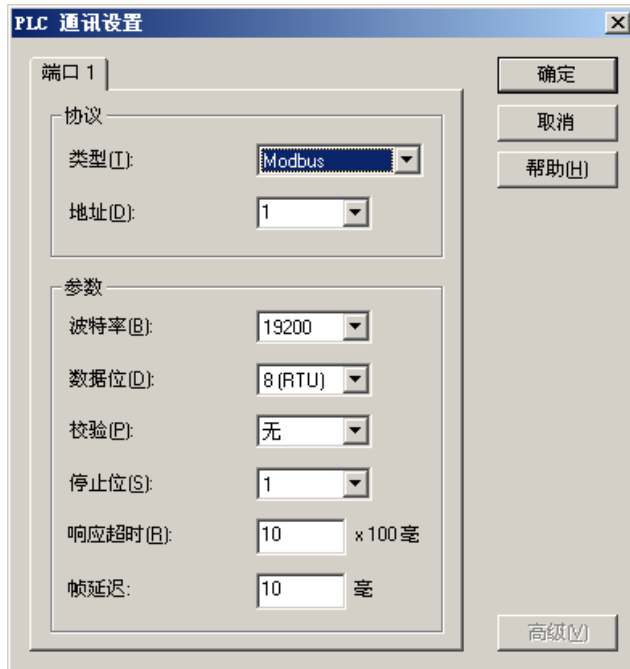 PLC 通讯设置
端口 1
确定
取消
帮助(H)
协议
类型(T): Modbus
地址(D): 1
参数
波特率(B): 19200
数据位(D): 8 (RTU)
校验(P): 无
停止位(S): 1
响应超时(R): 10 x 100 毫
帧延迟: 10 毫
高级(V)